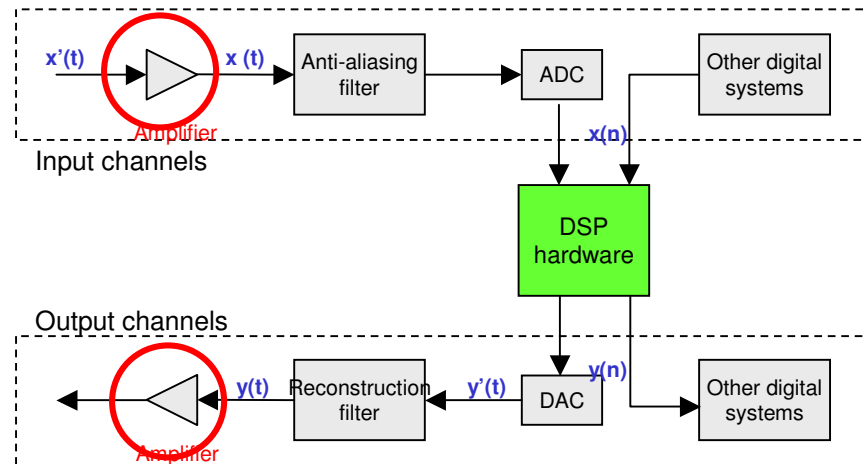 x'(t)
x (t)
Anti-aliasing
filter
ADC
Other digital
systems
Amplifier
x(n)
Input channels
DSP
hardware
Output channels
y(t)
Reconstruction
filter
y'(t)
DAC
y(n)
Other digital
systems
Amplifier